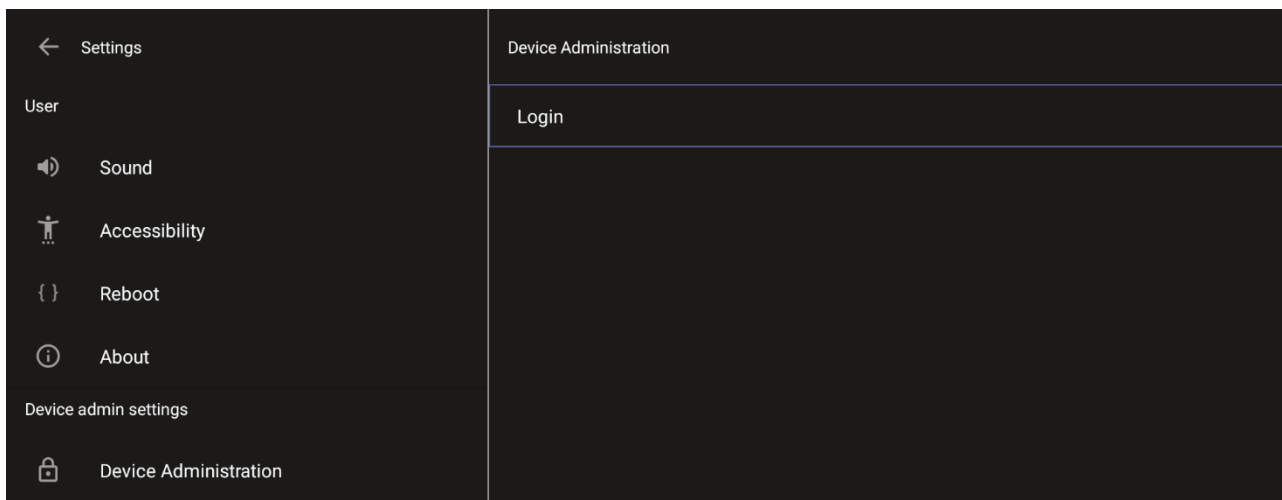 Settings
User
Sound
Accessibility
{ } Reboot
About
Device admin settings
Device Administration
Device Administration
Login